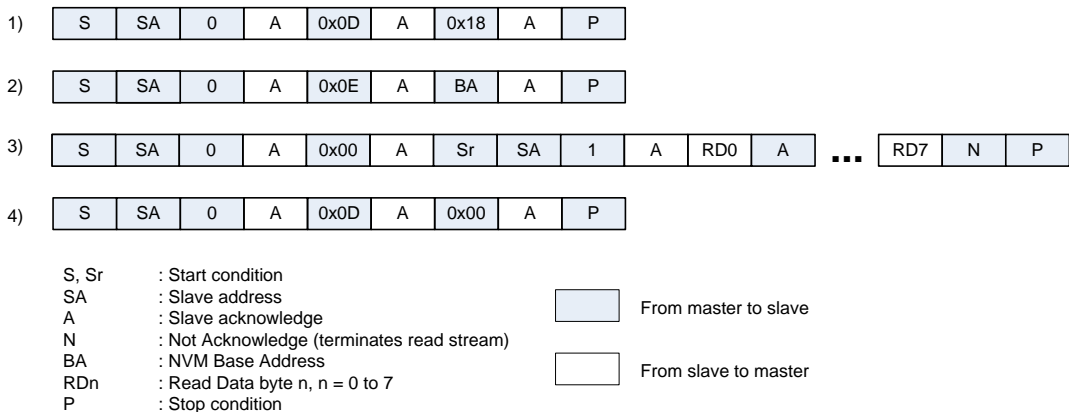 1) S SA 0 A 0x0D A 0x18 A P
2) S SA 0 A 0x0E A BA A P
3) S SA 0 A 0x00 A Sr SA 1 A RD0 A ... RD7 N P
4) S SA 0 A 0x0D A 0x00 A P
S, Sr : Start condition
SA : Slave address
A : Slave acknowledge
N : Not Acknowledge (terminates read stream)
BA : NVM Base Address
RDn : Read Data byte n, n = 0 to 7
P : Stop condition
From master to slave
From slave to master